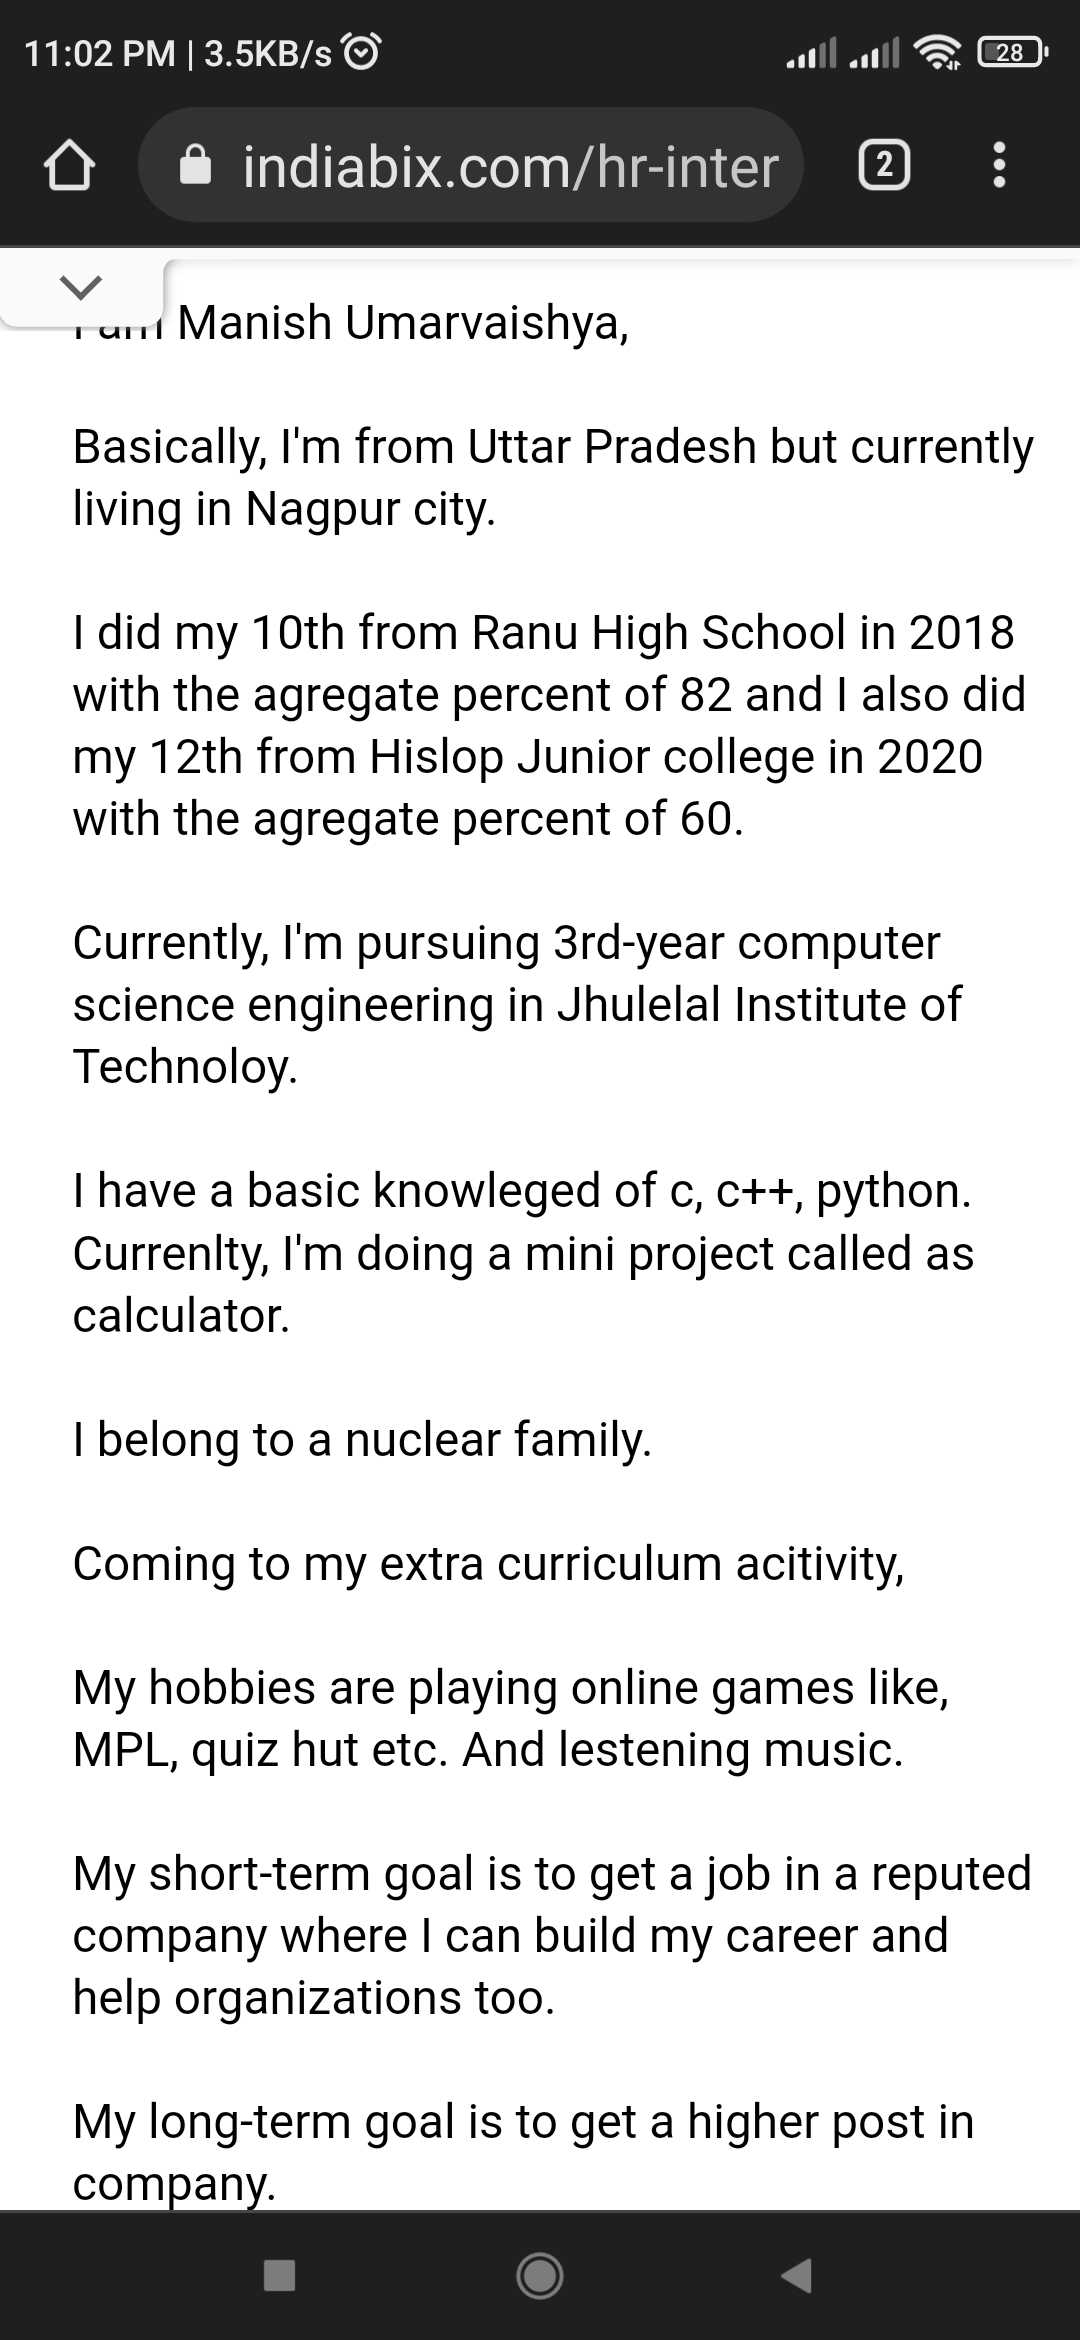 11:02 PM | 3.5KB/s
28
indiabix.com/hr-inter
2
I am Manish Umarvaishya,
Basically, I'm from Uttar Pradesh but currently
living in Nagpur city.
I did my 10th from Ranu High School in 2018
with the agregate percent of 82 and I also did
my 12th from Hislop Junior college in 2020
with the agregate percent of 60.
Currently, I'm pursuing 3rd-year computer
science engineering in Jhulelal Institute of
Technoloy.
I have a basic knowleged of c, c++, python.
Currenlty, I'm doing a mini project called as
calculator.
I belong to a nuclear family.
Coming to my extra curriculum acitivity,
My hobbies are playing online games like,
MPL, quiz hut etc. And lestening music.
My short-term goal is to get a job in a reputed
company where I can build my career and
help organizations too.
My long-term goal is to get a higher post in
company.